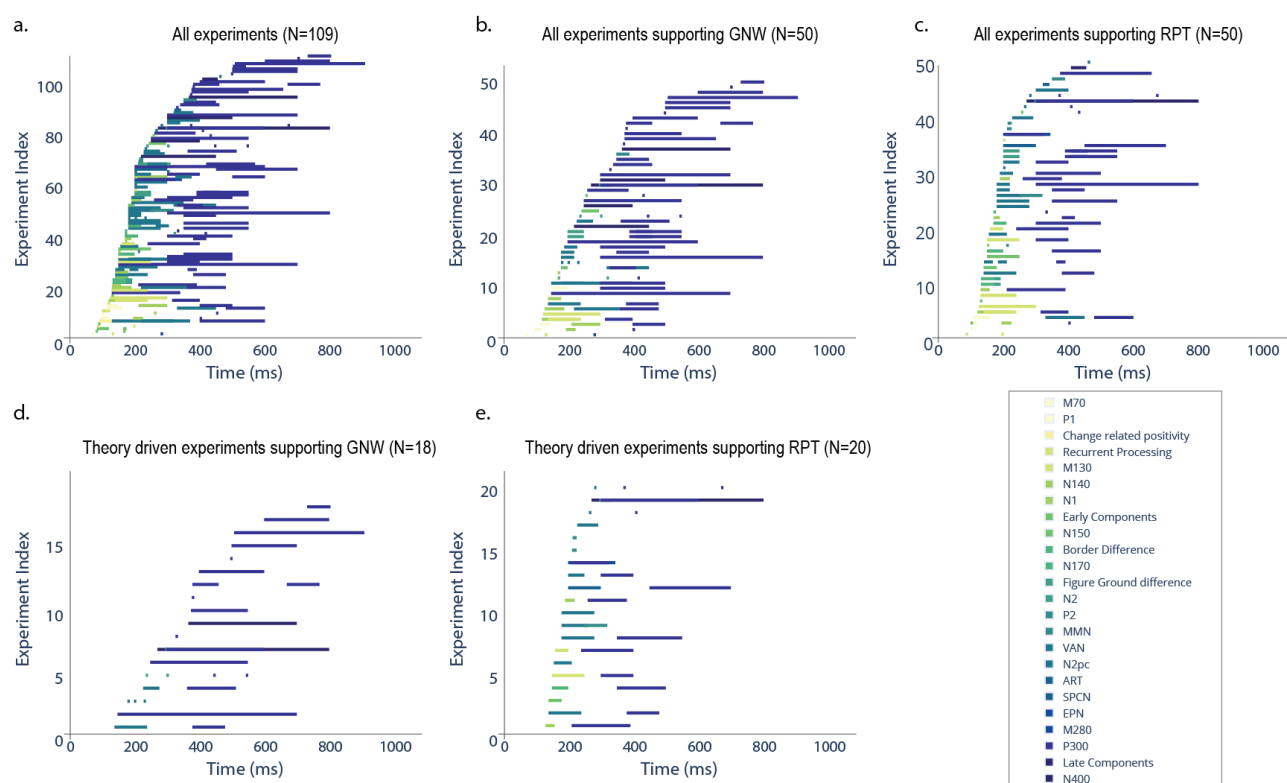 a.
All experiments (N=109)
Experiment Index
100
80
60
40
20
0
0 200 400 600 800 1000
Time (ms)
b.
All experiments supporting GNW (N=50)
Experiment Index
50
40
30
20
10
0
0 200 400 600 800 1000
Time (ms)
c.
All experiments supporting RPT (N=50)
Experiment Index
50
40
30
20
10
0
0 200 400 600 800 1000
Time (ms)
d.
Theory driven experiments supporting GNW (N=18)
Experiment Index
15
10
5
0
0 200 400 600 800 1000
Time (ms)
e.
Theory driven experiments supporting RPT (N=20)
Experiment Index
20
15
10
5
0
0 200 400 600 800 1000
Time (ms)
M70
P1
Change related positivity
Recurrent Processing
M130
N140
N1
Early Components
N150
Border Difference
N170
Figure Ground difference
N2
P2
MMN
VAN
N2pc
ART
SPCN
EPN
M280
P300
Late Components
N400